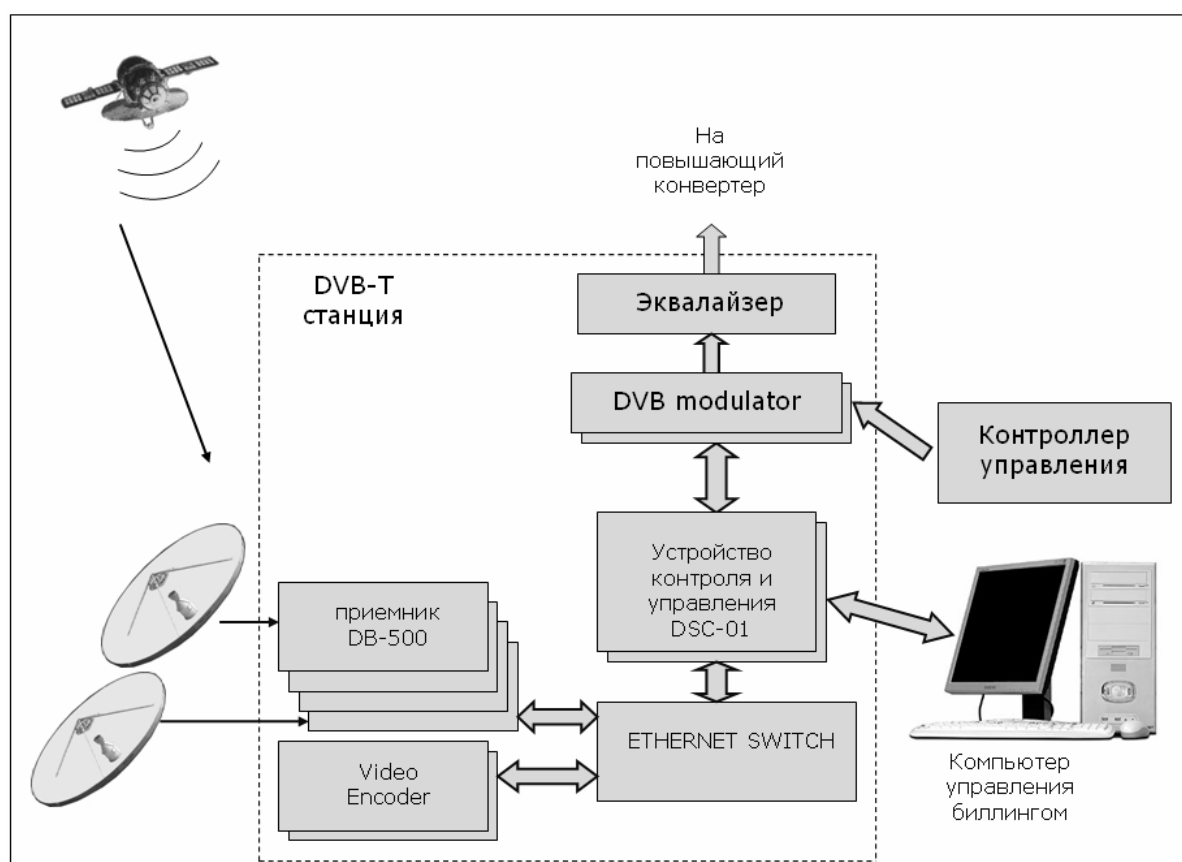 На
повышающий
конвертер
DVB-T
станция
Эквалайзер
DVB modulator
Контроллер
управления
Устройство
контроля и
управления
DSC-01
приемник
DB-500
ETHERNET SWITCH
Video
Encoder
Компьютер
управления
биллингом